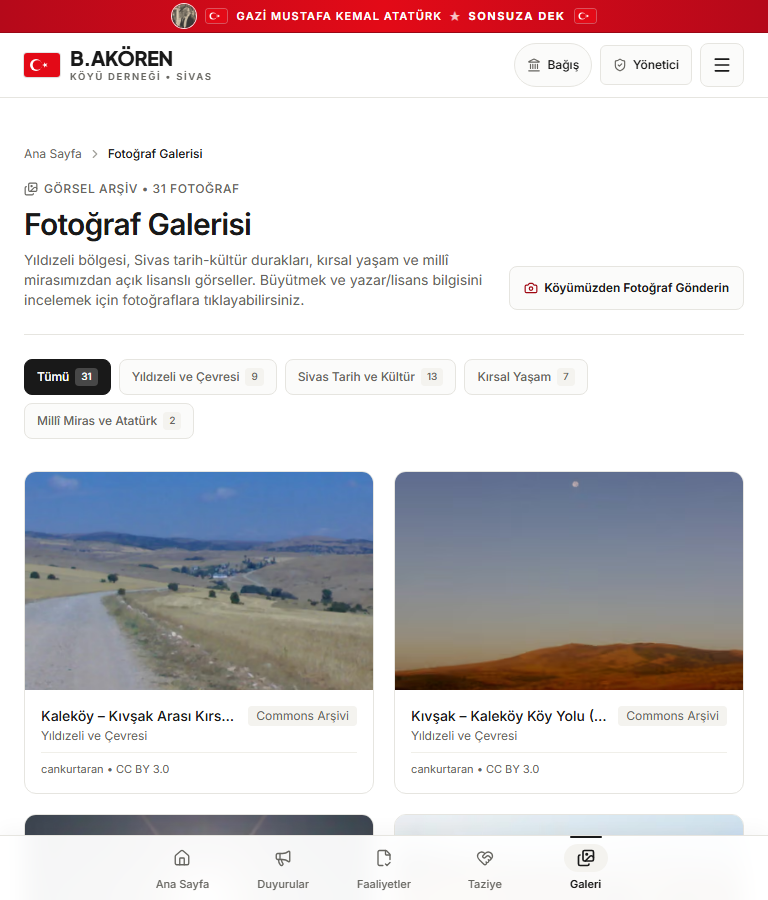 GAZİ MUSTAFA KEMAL ATATÜRK ★ SONSUZA DEK
B.AKÖREN
KÖYÜ DERNEĞİ • SİVAS
Bağış
Yönetici
Ana Sayfa > Fotoğraf Galerisi
GÖRSEL ARŞİV • 31 FOTOĞRAF
Fotoğraf Galerisi
Yıldızeli bölgesi, Sivas tarih-kültür durakları, kırsal yaşam ve millî
mirasımızdan açık lisanslı görseller. Büyütmek ve yazar/lisans bilgisini
incelemek için fotoğraflara tıklayabilirsiniz.
Köyümüzden Fotoğraf Gönderin
Tümü 31
Yıldızeli ve Çevresi 9
Sivas Tarih ve Kültür 13
Kırsal Yaşam 7
Millî Miras ve Atatürk 2
Kaleköy – Kıvşak Arası Kırs... Commons Arşivi
Yıldızeli ve Çevresi
cankurtaran • CC BY 3.0
Kıvşak – Kaleköy Köy Yolu (... Commons Arşivi
Yıldızeli ve Çevresi
cankurtaran • CC BY 3.0
Ana Sayfa
Duyurular
Faaliyetler
Taziye
Galeri